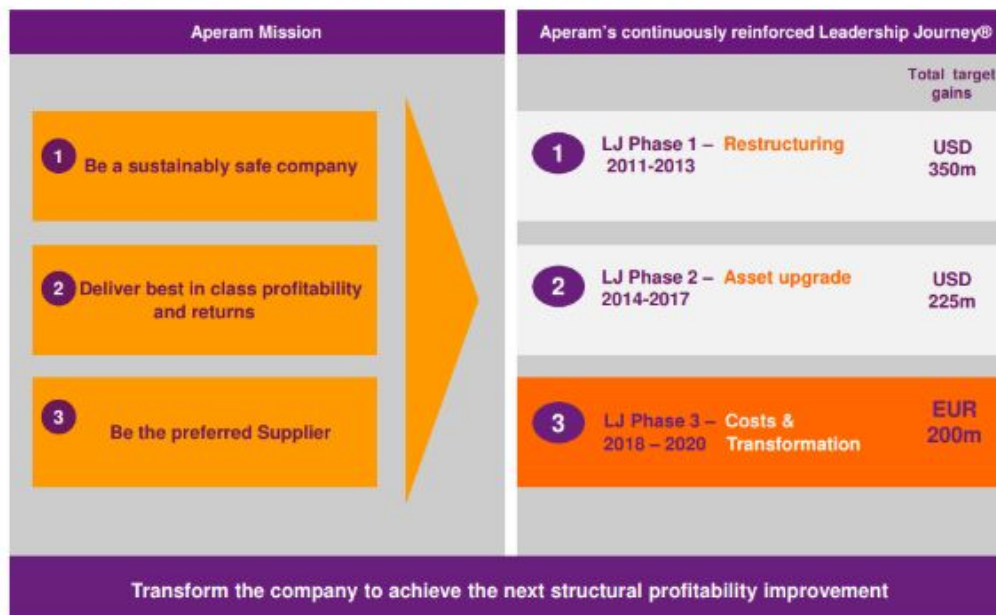 Aperam Mission
1
Be a sustainably safe company
2
Deliver best in class profitability
and returns
3
Be the preferred Supplier
Aperam's continuously reinforced Leadership Journey®
Total target
gains
1
LJ Phase 1 – Restructuring
2011-2013
USD
350m
2
LJ Phase 2 – Asset upgrade
2014-2017
USD
225m
3
LJ Phase 3 – Costs &
2018 – 2020 Transformation
EUR
200m
Transform the company to achieve the next structural profitability improvement